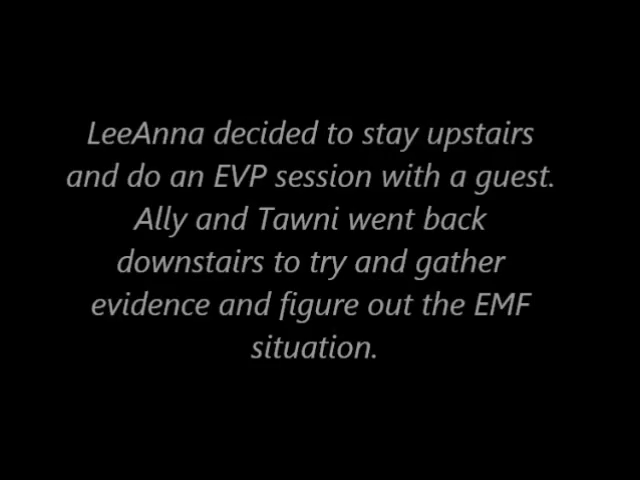 LeeAnna decided to stay upstairs
and do an EVP session with a guest.
Ally and Tawni went back
downstairs to try and gather
evidence and figure out the EMF
situation.